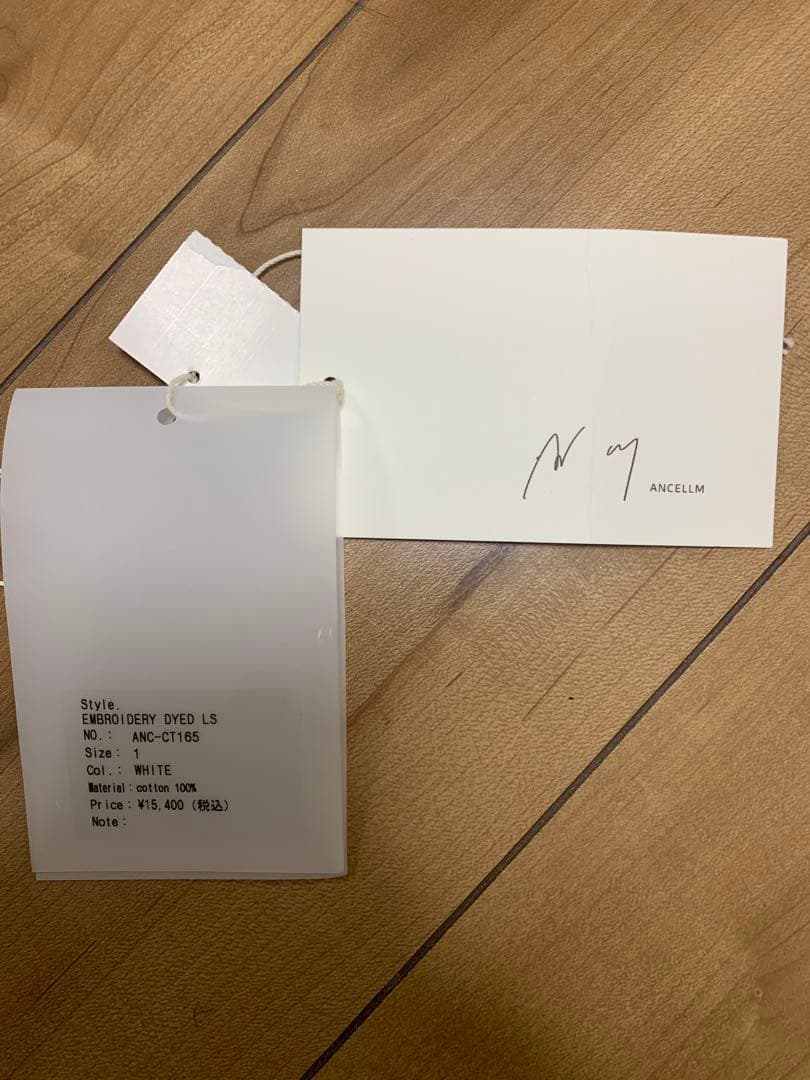 ANCELLM
Style.
EMBROIDERY DYED LS
NO.: ANC-CT165
Size: 1
Col.: WHITE
Material: cotton 100%
Price: ¥15,400 (税込)
Note: